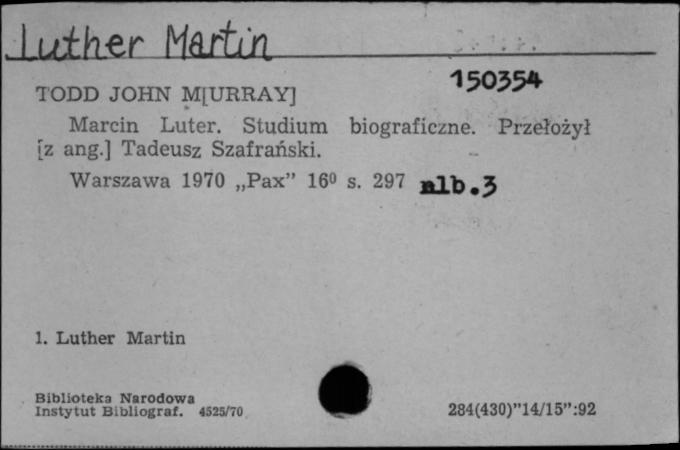 Luther Martin
150354
TODD JOHN M[URRAY]
Marcin Luter. Studium biograficzne. Przełożył
[z ang.] Tadeusz Szafrański.
Warszawa 1970 „Pax” 16⁰ s. 297 nlb.3
1. Luther Martin
Biblioteka Narodowa
Instytut Bibliograf. 4525/70
284(430)”14/15”:92